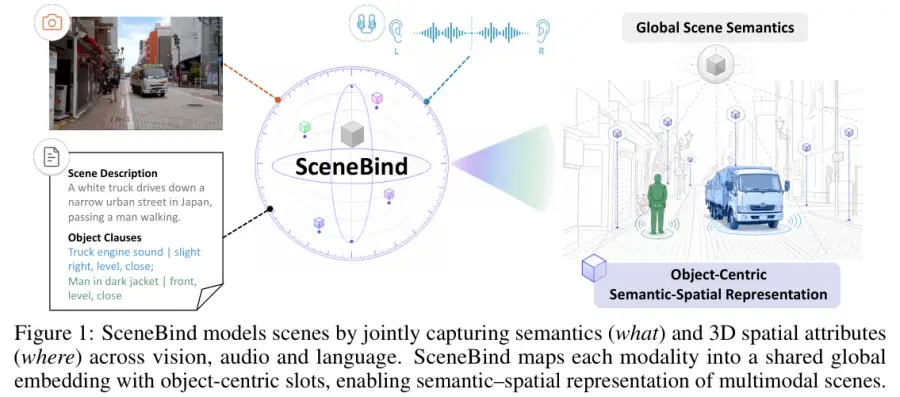 L
R
Global Scene Semantics
Scene Description
A white truck drives down a
narrow urban street in Japan,
passing a man walking.
Object Clauses
Truck engine sound | slight
right, level, close;
Man in dark jacket | front,
level, close
SceneBind
Object-Centric
Semantic-Spatial Representation
Figure 1: SceneBind models scenes by jointly capturing semantics (what) and 3D spatial attributes
(where) across vision, audio and language. SceneBind maps each modality into a shared global
embedding with object-centric slots, enabling semantic–spatial representation of multimodal scenes.